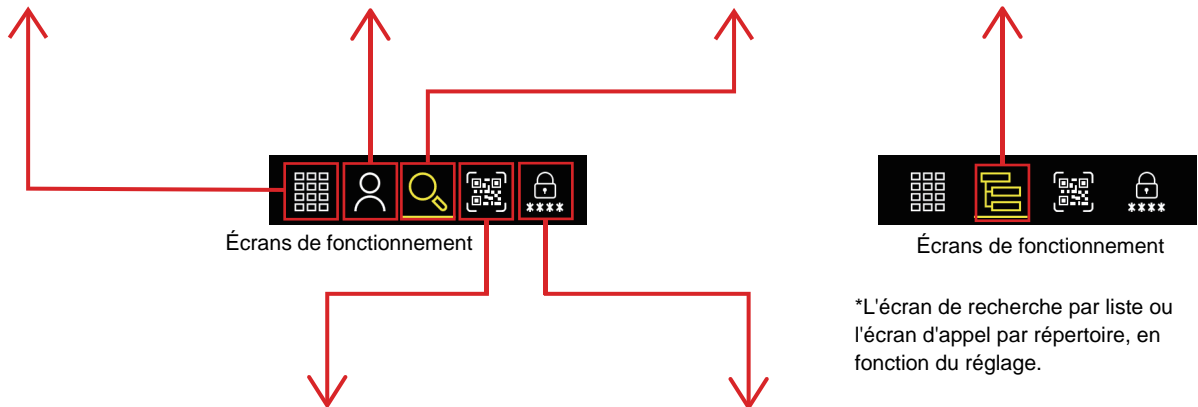 ****
****
Écrans de fonctionnement
Écrans de fonctionnement
*L'écran de recherche par liste ou
l'écran d'appel par répertoire, en
fonction du réglage.